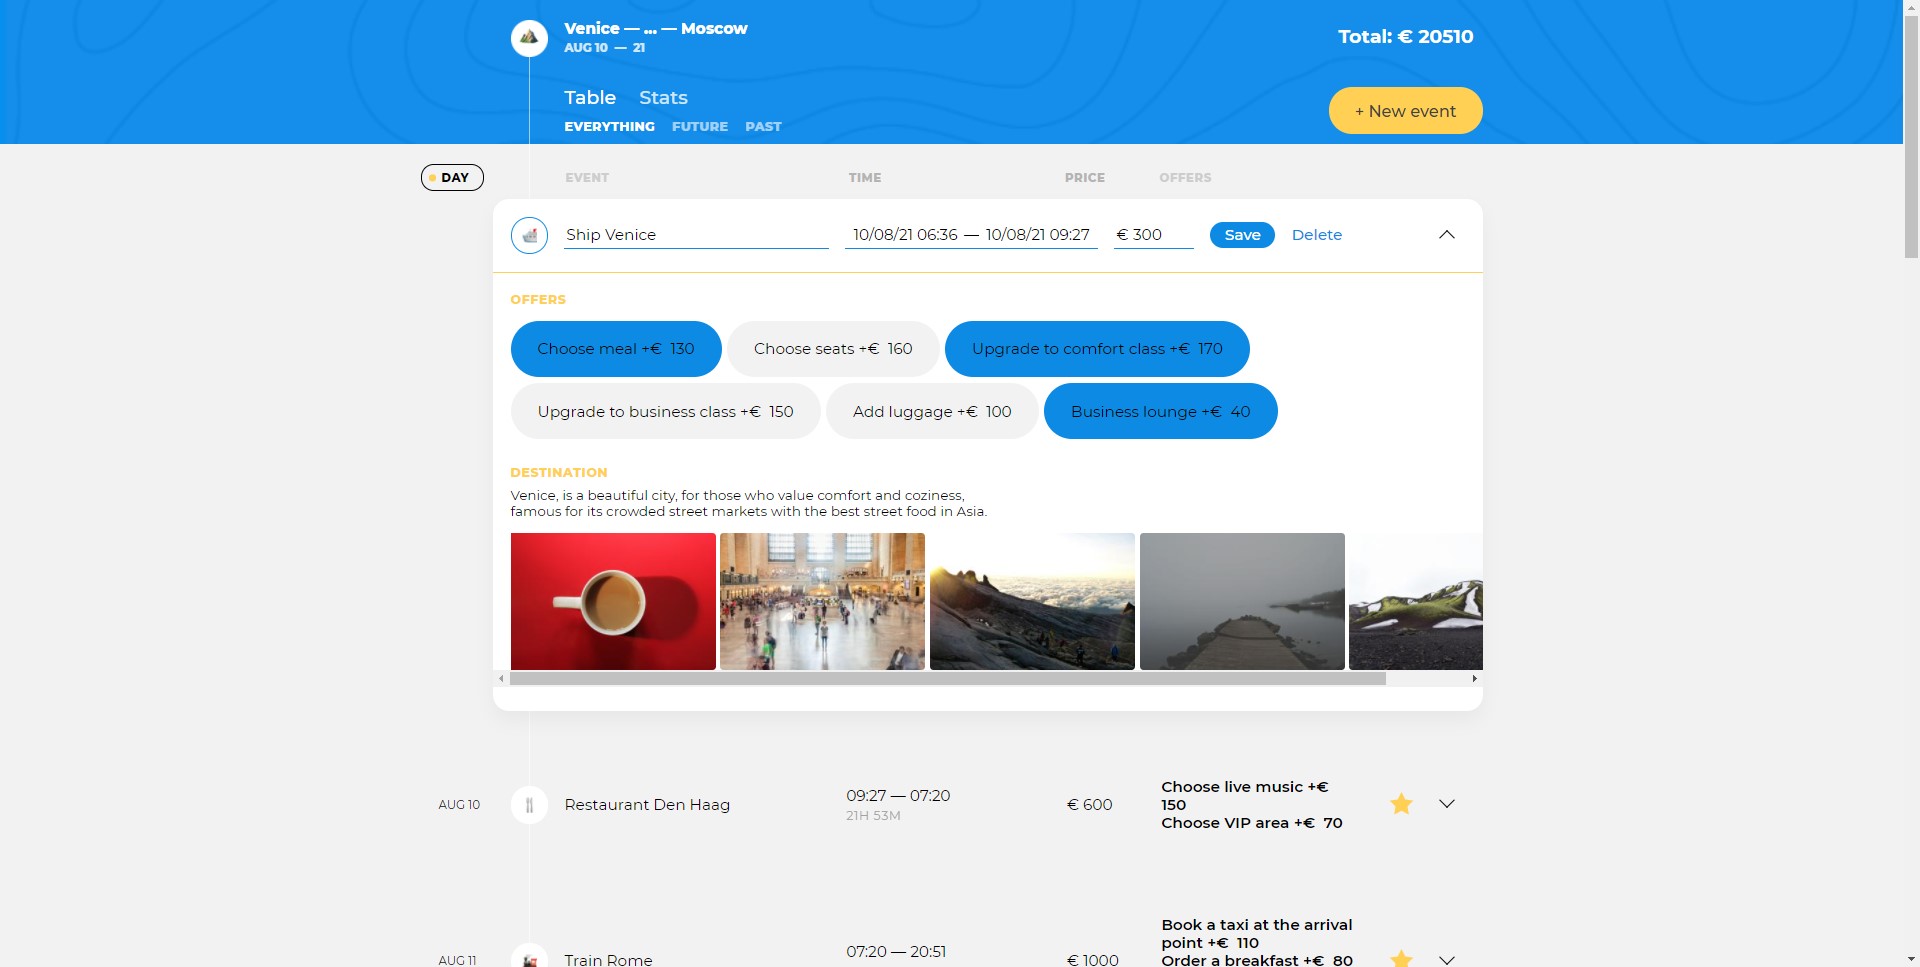 Venice — ... — Moscow
AUG 10 — 21
Total: € 20510
Table Stats
EVERYTHING FUTURE PAST
+ New event
DAY EVENT TIME PRICE OFFERS
Ship Venice 10/08/21 06:36 — 10/08/21 09:27 € 300 Save Delete
OFFERS
Choose meal +€ 130 Choose seats +€ 160 Upgrade to comfort class +€ 170
Upgrade to business class +€ 150 Add luggage +€ 100 Business lounge +€ 40
DESTINATION
Venice, is a beautiful city, for those who value comfort and coziness,
famous for its crowded street markets with the best street food in Asia.
AUG 10 Restaurant Den Haag
09:27 — 07:20
21H 53M
€ 600
Choose live music +€
150
Choose VIP area +€ 70
AUG 11 Train Rome
07:20 — 20:51
€ 1000
Book a taxi at the arrival
point +€ 110
Order a breakfast +€ 80